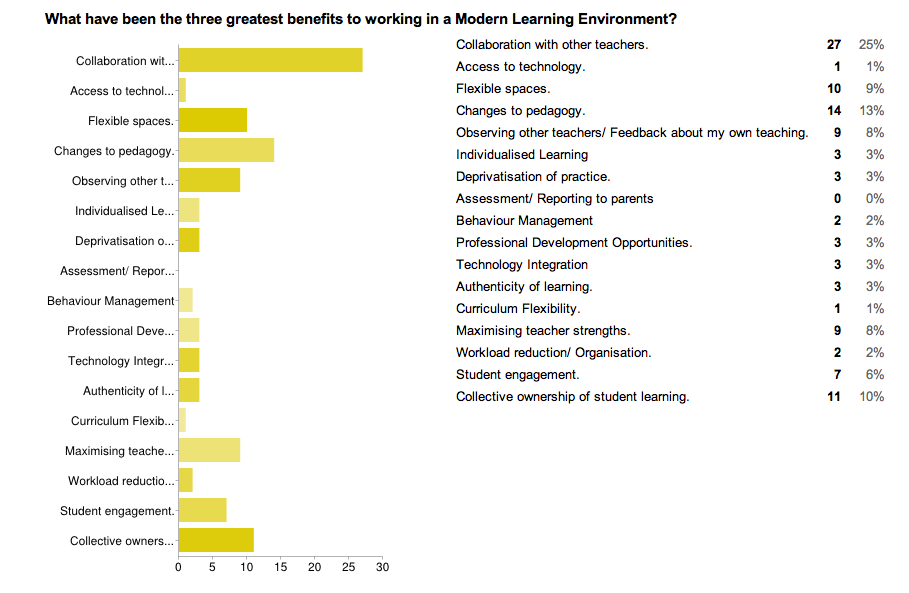 What have been the three greatest benefits to working in a Modern Learning Environment?
Collaboration wit...
Access to technol...
Flexible spaces.
Changes to pedagogy.
Observing other t...
Individualised Le...
Deprivatisation o...
Assessment/ Repor...
Behaviour Management
Professional Deve...
Technology Integr...
Authenticity of l...
Curriculum Flexib...
Maximising teache...
Workload reductio...
Student engagement.
Collective owners...
0 5 10 15 20 25 30
Collaboration with other teachers. 27 25%
Access to technology. 1 1%
Flexible spaces. 10 9%
Changes to pedagogy. 14 13%
Observing other teachers/ Feedback about my own teaching. 9 8%
Individualised Learning 3 3%
Deprivatisation of practice. 3 3%
Assessment/ Reporting to parents 0 0%
Behaviour Management 2 2%
Professional Development Opportunities. 3 3%
Technology Integration 3 3%
Authenticity of learning. 3 3%
Curriculum Flexibility. 1 1%
Maximising teacher strengths. 9 8%
Workload reduction/ Organisation. 2 2%
Student engagement. 7 6%
Collective ownership of student learning. 11 10%